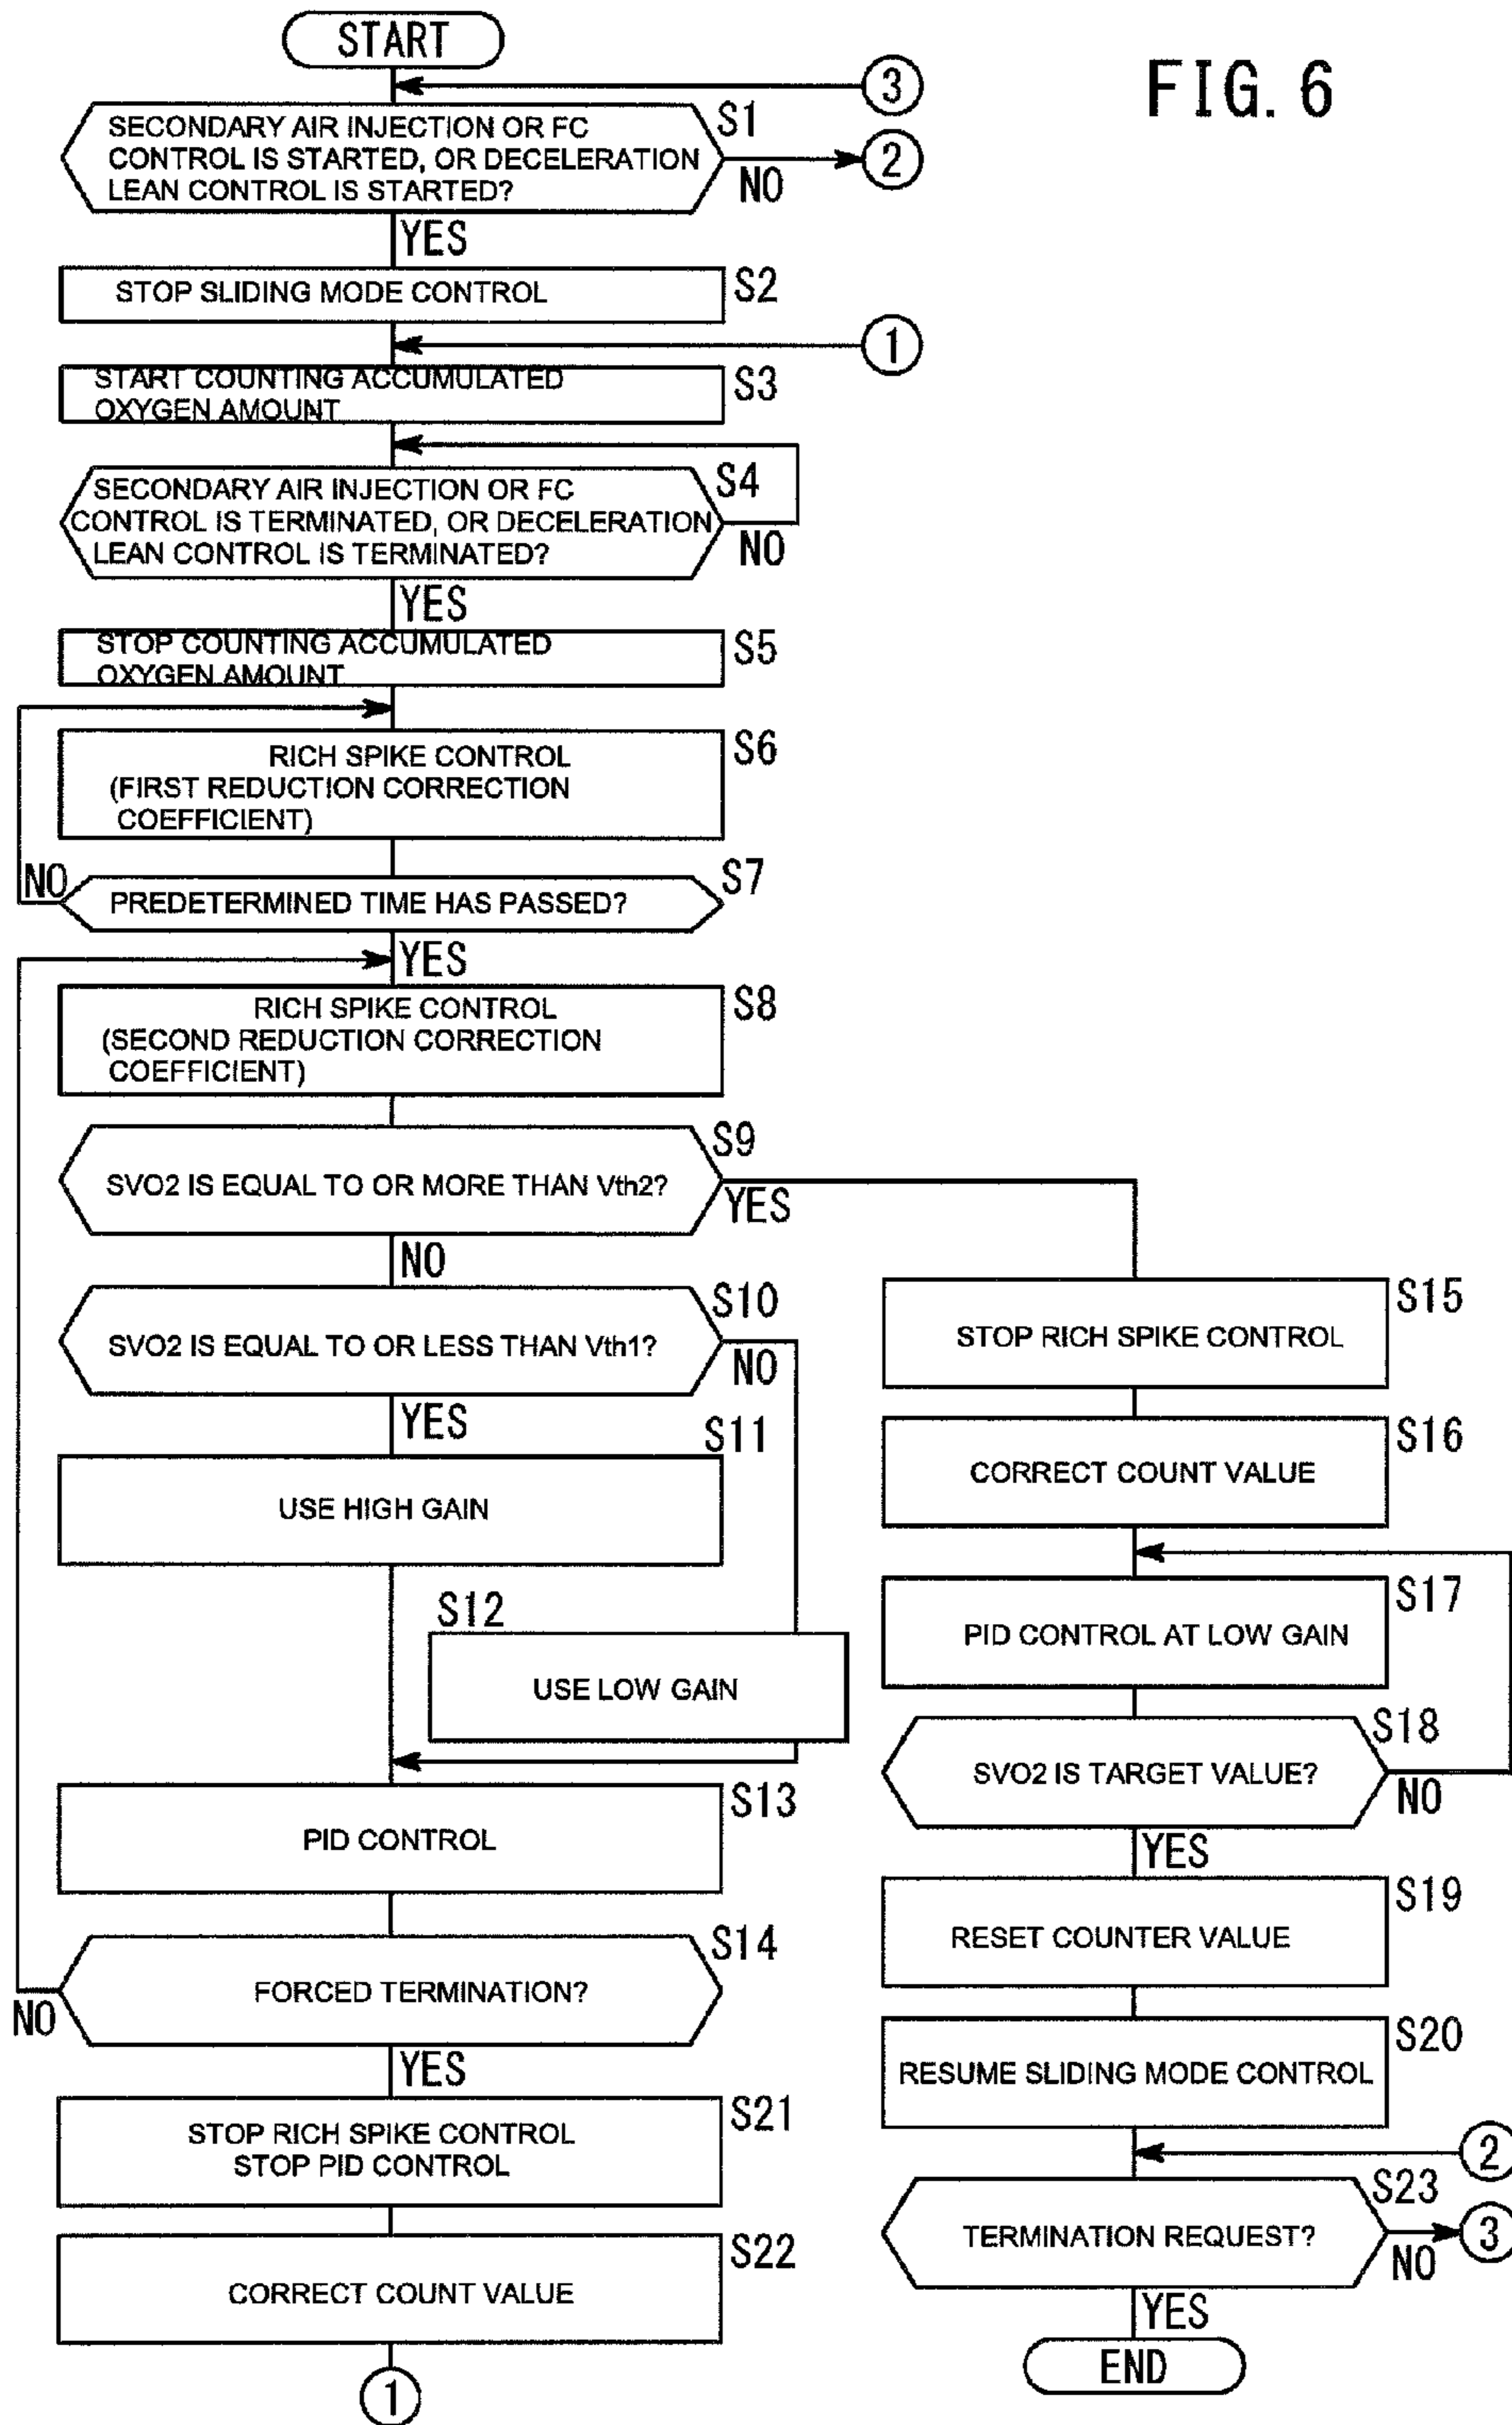 START
FIG. 6
3
SECONDARY AIR INJECTION OR FC
CONTROL IS STARTED, OR DECELERATION
LEAN CONTROL IS STARTED?
S1
NO
2
YES
STOP SLIDING MODE CONTROL
S2
1
START COUNTING ACCUMULATED
OXYGEN AMOUNT
S3
SECONDARY AIR INJECTION OR FC
CONTROL IS TERMINATED, OR DECELERATION
LEAN CONTROL IS TERMINATED?
S4
NO
YES
STOP COUNTING ACCUMULATED
OXYGEN AMOUNT
S5
RICH SPIKE CONTROL
(FIRST REDUCTION CORRECTION
COEFFICIENT)
S6
NO
PREDETERMINED TIME HAS PASSED?
S7
YES
RICH SPIKE CONTROL
(SECOND REDUCTION CORRECTION
COEFFICIENT)
S8
SVO2 IS EQUAL TO OR MORE THAN Vth2?
S9
YES
NO
SVO2 IS EQUAL TO OR LESS THAN Vth1?
S10
NO
YES
USE HIGH GAIN
S11
S12
USE LOW GAIN
PID CONTROL
S13
FORCED TERMINATION?
S14
NO
YES
STOP RICH SPIKE CONTROL
STOP PID CONTROL
S21
CORRECT COUNT VALUE
S22
1
STOP RICH SPIKE CONTROL
S15
CORRECT COUNT VALUE
S16
PID CONTROL AT LOW GAIN
S17
SVO2 IS TARGET VALUE?
S18
NO
YES
RESET COUNTER VALUE
S19
RESUME SLIDING MODE CONTROL
S20
2
TERMINATION REQUEST?
S23
NO
3
YES
END